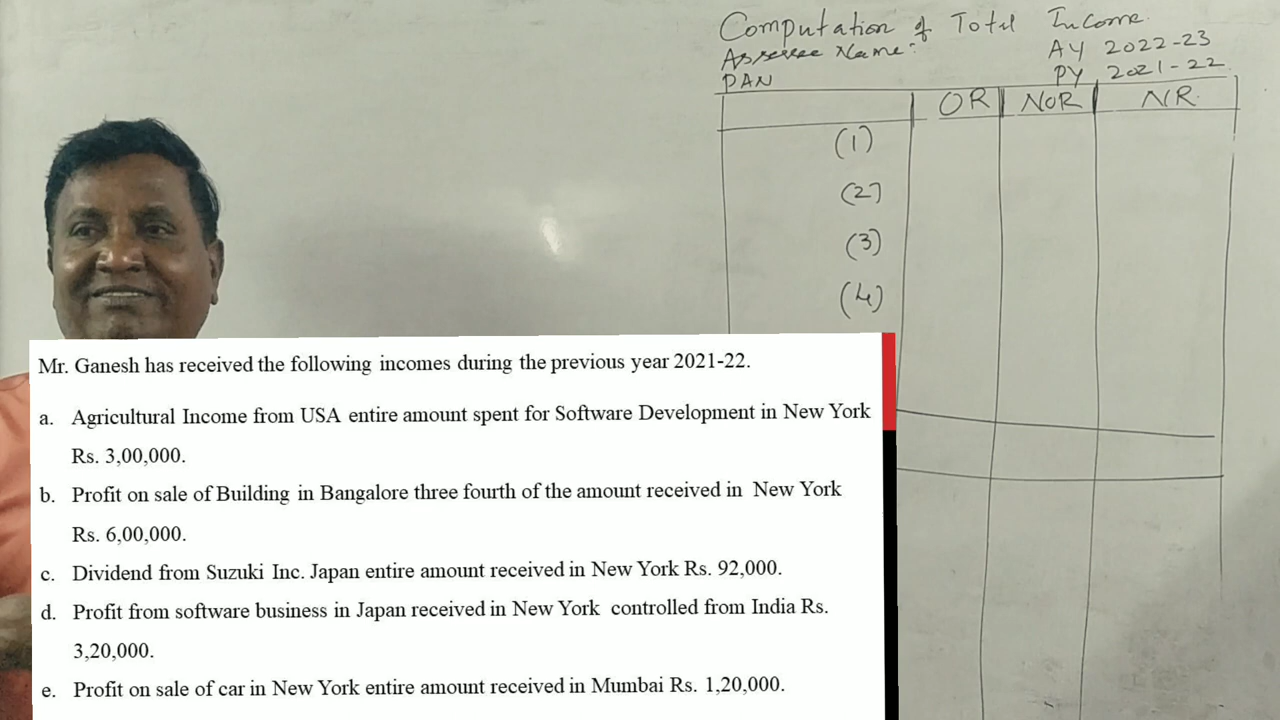 Computation of Total Income.
Assessee Name:
AY 2022-23
PAN
PY 2021-22
OR NOR NR.
(1)
(2)
(3)
(4)
Mr. Ganesh has received the following incomes during the previous year 2021-22.
a. Agricultural Income from USA entire amount spent for Software Development in New York
Rs. 3,00,000.
b. Profit on sale of Building in Bangalore three fourth of the amount received in New York
Rs. 6,00,000.
c. Dividend from Suzuki Inc. Japan entire amount received in New York Rs. 92,000.
d. Profit from software business in Japan received in New York controlled from India Rs.
3,20,000.
e. Profit on sale of car in New York entire amount received in Mumbai Rs. 1,20,000.